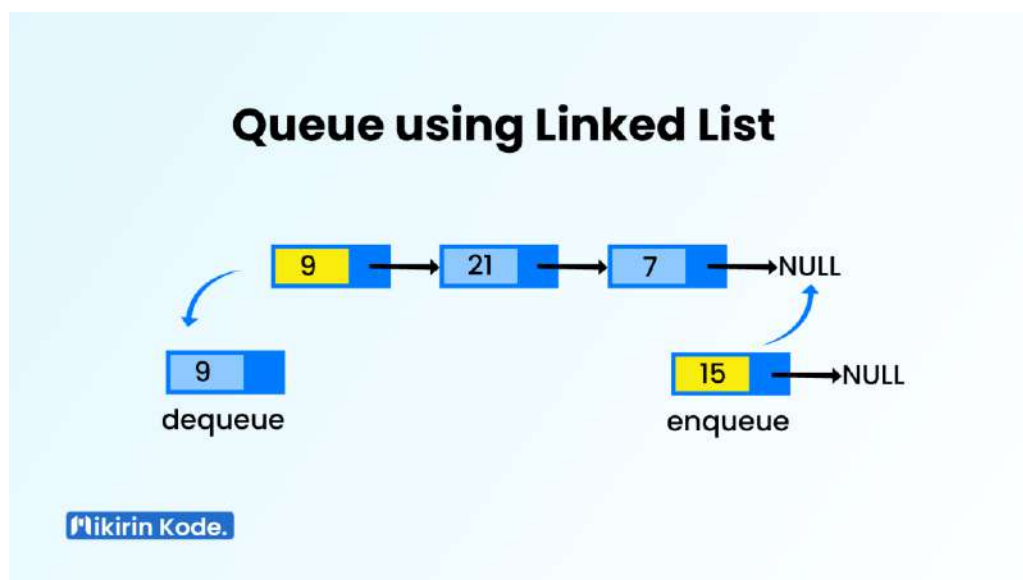 Queue using Linked List
9 21 7 NULL
9 15 NULL
dequeue enqueue
Mikirin Kode.